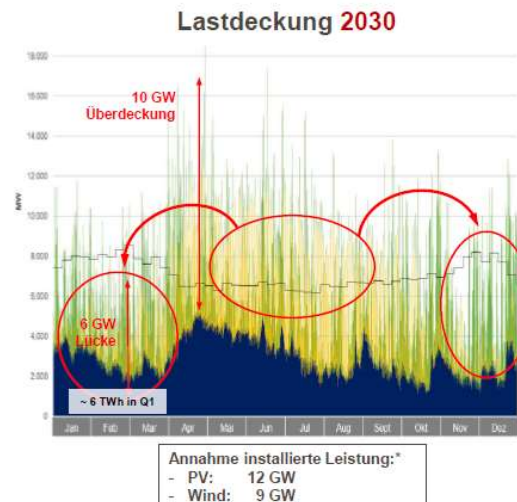 Lastdeckung 2030
18.000
16.000
14.000
12.000
10.000
8.000
6.000
4.000
2.000
0
MW
10 GW
Überdeckung
6 GW
Lücke
~ 6 TWh in Q1
Jan Feb Mar Apr Mai Jun Jul Aug Sep Okt Nov Dez
Annahme installierte Leistung:*
- PV: 12 GW
- Wind: 9 GW